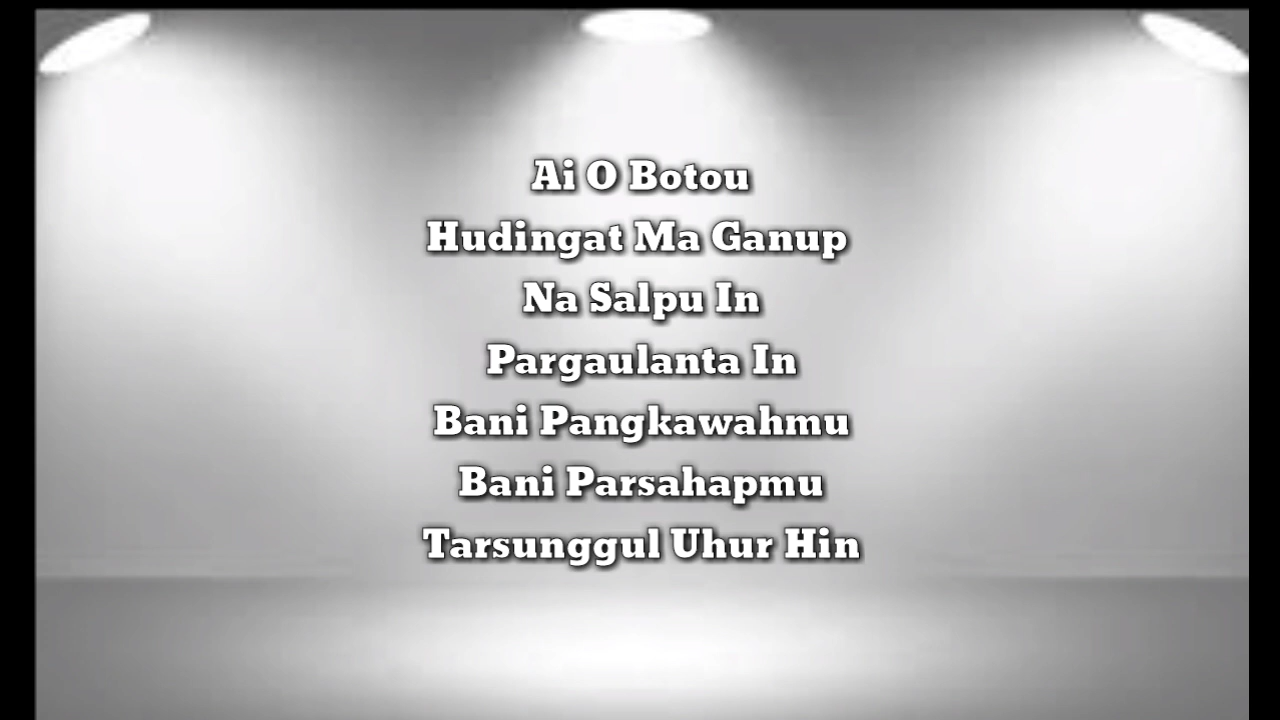 Ai O Botou
Hudingat Ma Ganup
Na Salpu In
Pargaulanta In
Bani Pangkawahmu
Bani Parsahapmu
Tarsunggul Uhur Hin